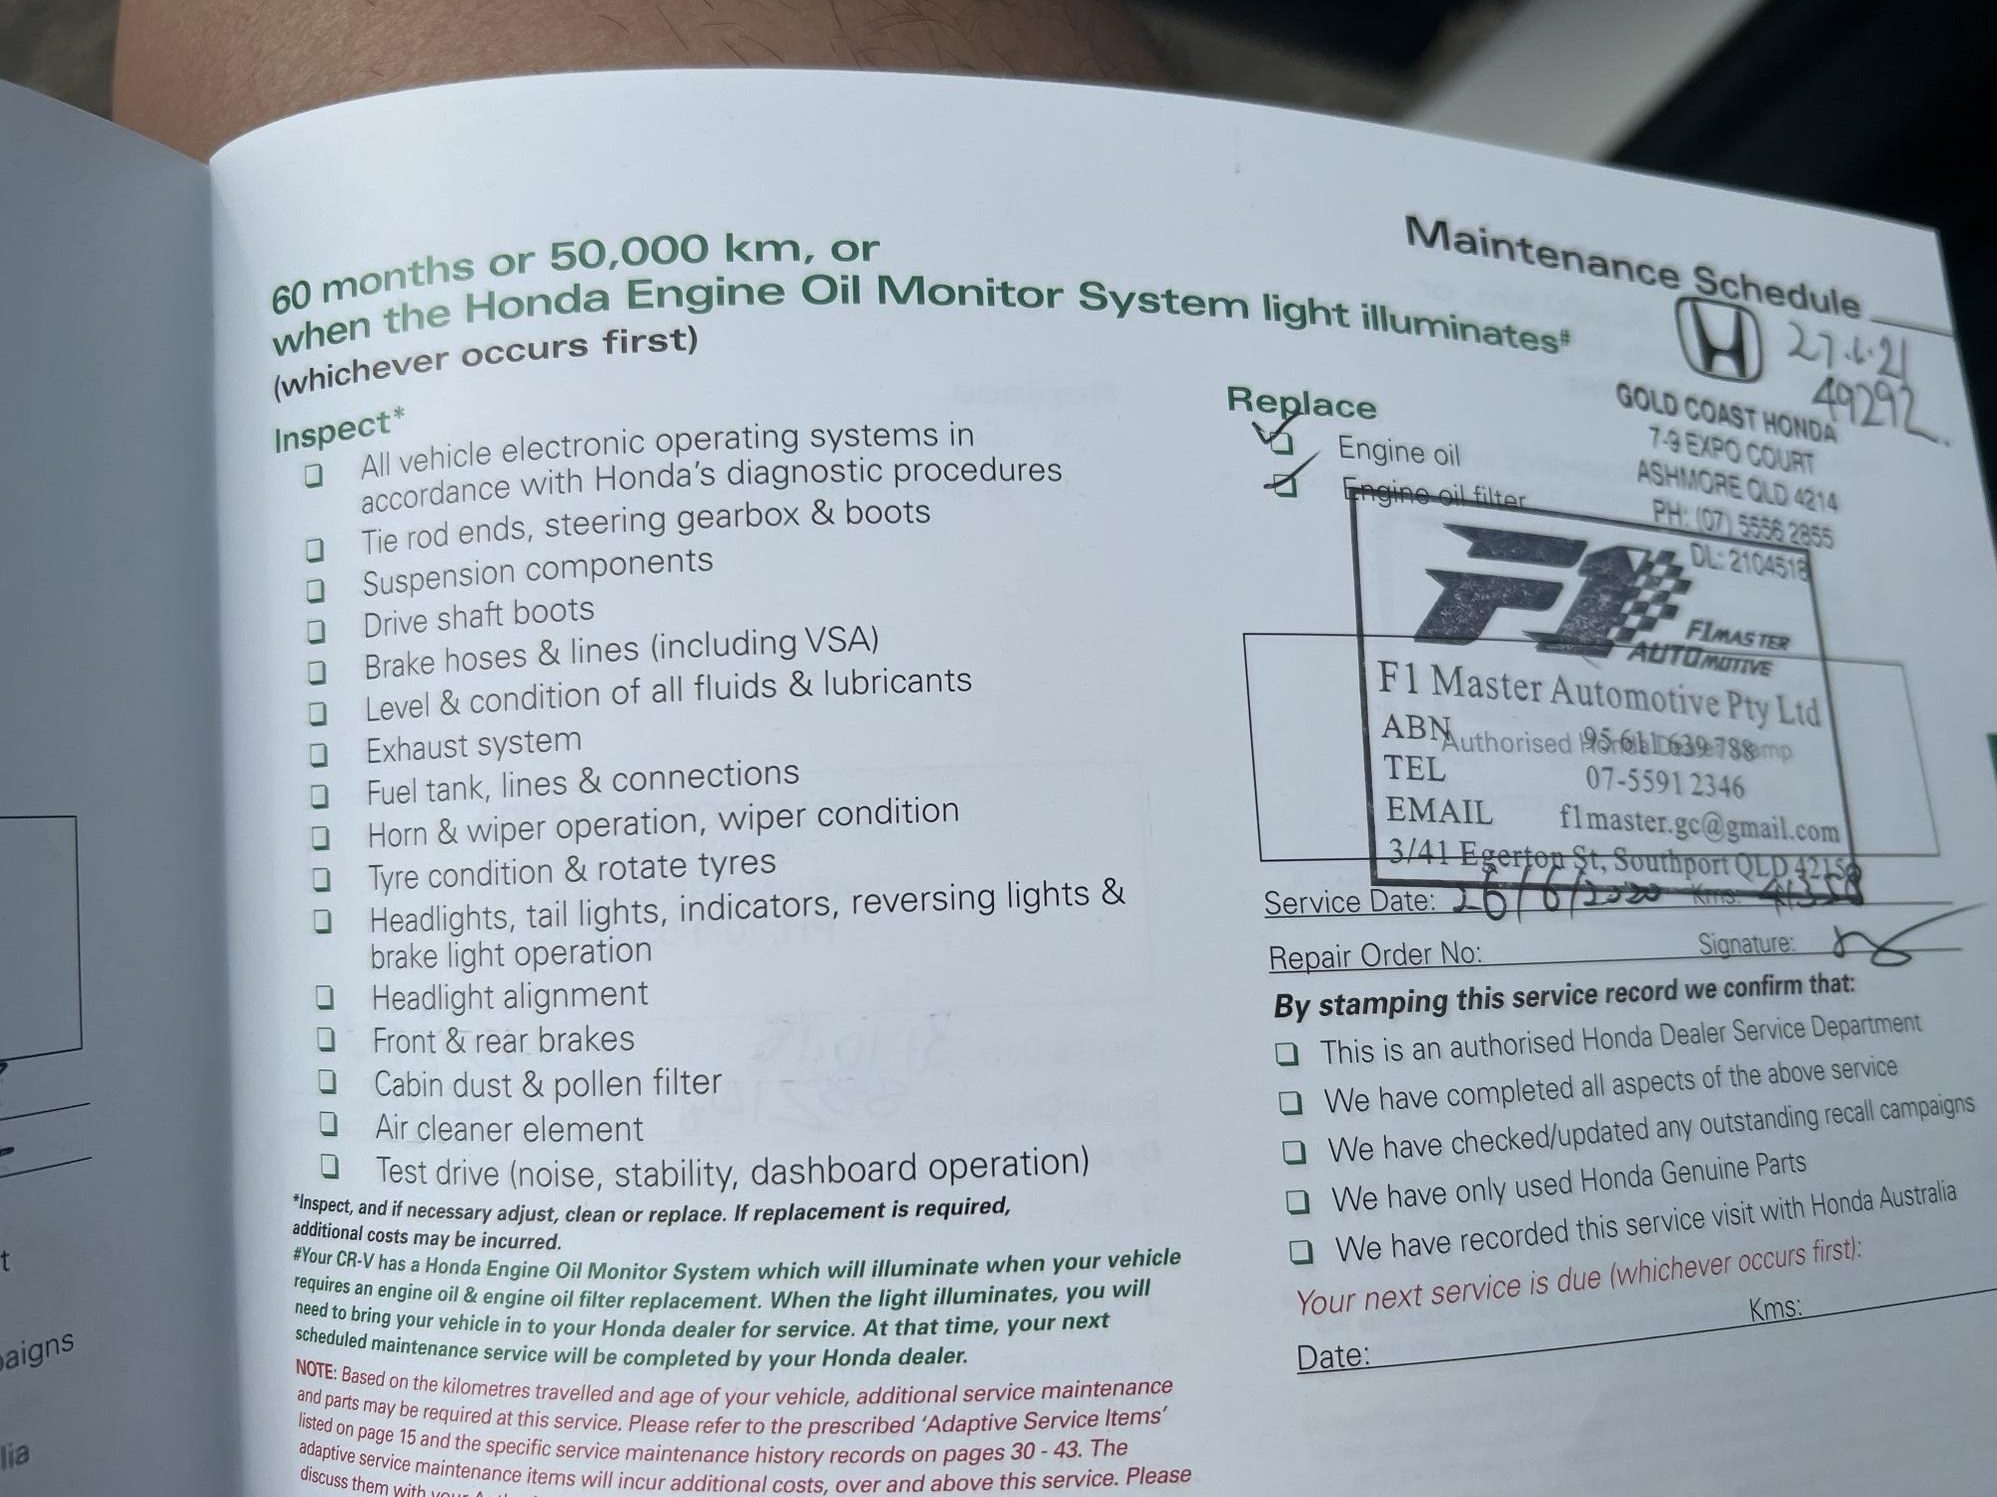 Maintenance Schedule
60 months or 50,000 km, or
when the Honda Engine Oil Monitor System light illuminates#
(whichever occurs first)
Inspect*
All vehicle electronic operating systems in
accordance with Honda's diagnostic procedures
Tie rod ends, steering gearbox & boots
Suspension components
Drive shaft boots
Brake hoses & lines (including VSA)
Level & condition of all fluids & lubricants
Exhaust system
Fuel tank, lines & connections
Horn & wiper operation, wiper condition
Tyre condition & rotate tyres
Headlights, tail lights, indicators, reversing lights &
brake light operation
Headlight alignment
Front & rear brakes
Cabin dust & pollen filter
Air cleaner element
Test drive (noise, stability, dashboard operation)
*Inspect, and if necessary adjust, clean or replace. If replacement is required,
additional costs may be incurred.
#Your CR-V has a Honda Engine Oil Monitor System which will illuminate when your vehicle
requires an engine oil & engine oil filter replacement. When the light illuminates, you will
need to bring your vehicle in to your Honda dealer for service. At that time, your next
scheduled maintenance service will be completed by your Honda dealer.
NOTE: Based on the kilometres travelled and age of your vehicle, additional service maintenance
and parts may be required at this service. Please refer to the prescribed 'Adaptive Service Items'
listed on page 15 and the specific service maintenance history records on pages 30 - 43. The
adaptive service maintenance items will incur additional costs, over and above this service. Please
discuss them with your
Replace
Engine oil
Engine oil filter
27.6.21
49292
GOLD COAST HONDA
7-9 EXPO COURT
ASHMORE QLD 4214
PH: (07) 5556 2855
DL: 2104518
F1
F1MASTER
AUTOMOTIVE
F1 Master Automotive Pty Ltd
ABN 95 611 639 788
Authorised
TEL 07-5591 2346
EMAIL f1master.gc@gmail.com
3/41 Egerton St, Southport QLD 4215
Service Date: 26/6/2020 Kms: 41358
Repair Order No: Signature:
By stamping this service record we confirm that:
This is an authorised Honda Dealer Service Department
We have completed all aspects of the above service
We have checked/updated any outstanding recall campaigns
We have only used Honda Genuine Parts
We have recorded this service visit with Honda Australia
Your next service is due (whichever occurs first):
Date: Kms: